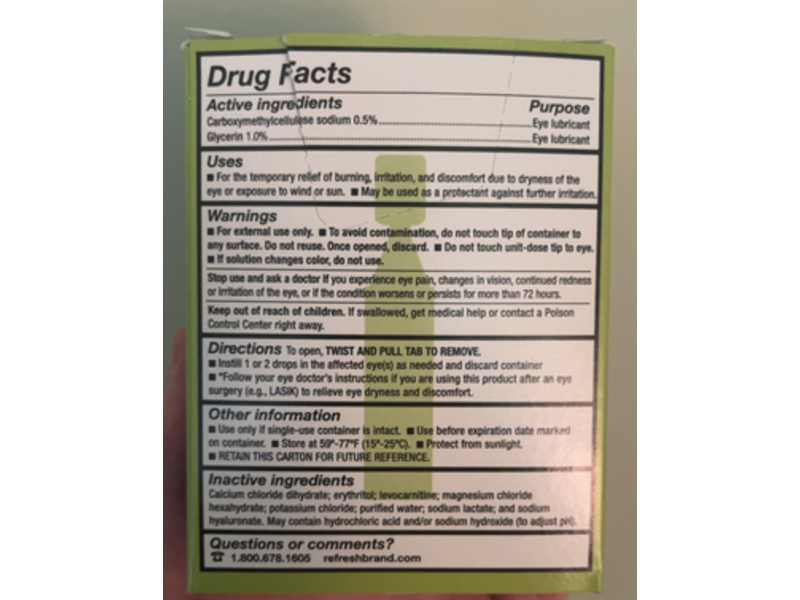 Drug Facts
Active ingredients Purpose
Carboxymethylcellulose sodium 0.5%........Eye lubricant
Glycerin 1.0%........Eye lubricant
Uses
■ For the temporary relief of burning, irritation, and discomfort due to dryness of the
eye or exposure to wind or sun. ■ May be used as a protectant against further irritation.
Warnings
■ For external use only. ■ To avoid contamination, do not touch tip of container to
any surface. Do not reuse. Once opened, discard. ■ Do not touch unit-dose tip to eye.
■ If solution changes color, do not use.
Stop use and ask a doctor if you experience eye pain, changes in vision, continued redness
or irritation of the eye, or if the condition worsens or persists for more than 72 hours.
Keep out of reach of children. If swallowed, get medical help or contact a Poison
Control Center right away.
Directions To open, TWIST AND PULL TAB TO REMOVE.
■ Instill 1 or 2 drops in the affected eye(s) as needed and discard container
■ *Follow your eye doctor's instructions if you are using this product after an eye
surgery (e.g., LASIK) to relieve eye dryness and discomfort.
Other information
■ Use only if single-use container is intact. ■ Use before expiration date marked
on container. ■ Store at 59º-77ºF (15º-25ºC). ■ Protect from sunlight.
■ RETAIN THIS CARTON FOR FUTURE REFERENCE.
Inactive ingredients
Calcium chloride dihydrate; erythritol; levocarnitine; magnesium chloride
hexahydrate; potassium chloride; purified water; sodium lactate; and sodium
hyaluronate. May contain hydrochloric acid and/or sodium hydroxide (to adjust pH).
Questions or comments?
☎ 1.800.678.1605 refreshbrand.com